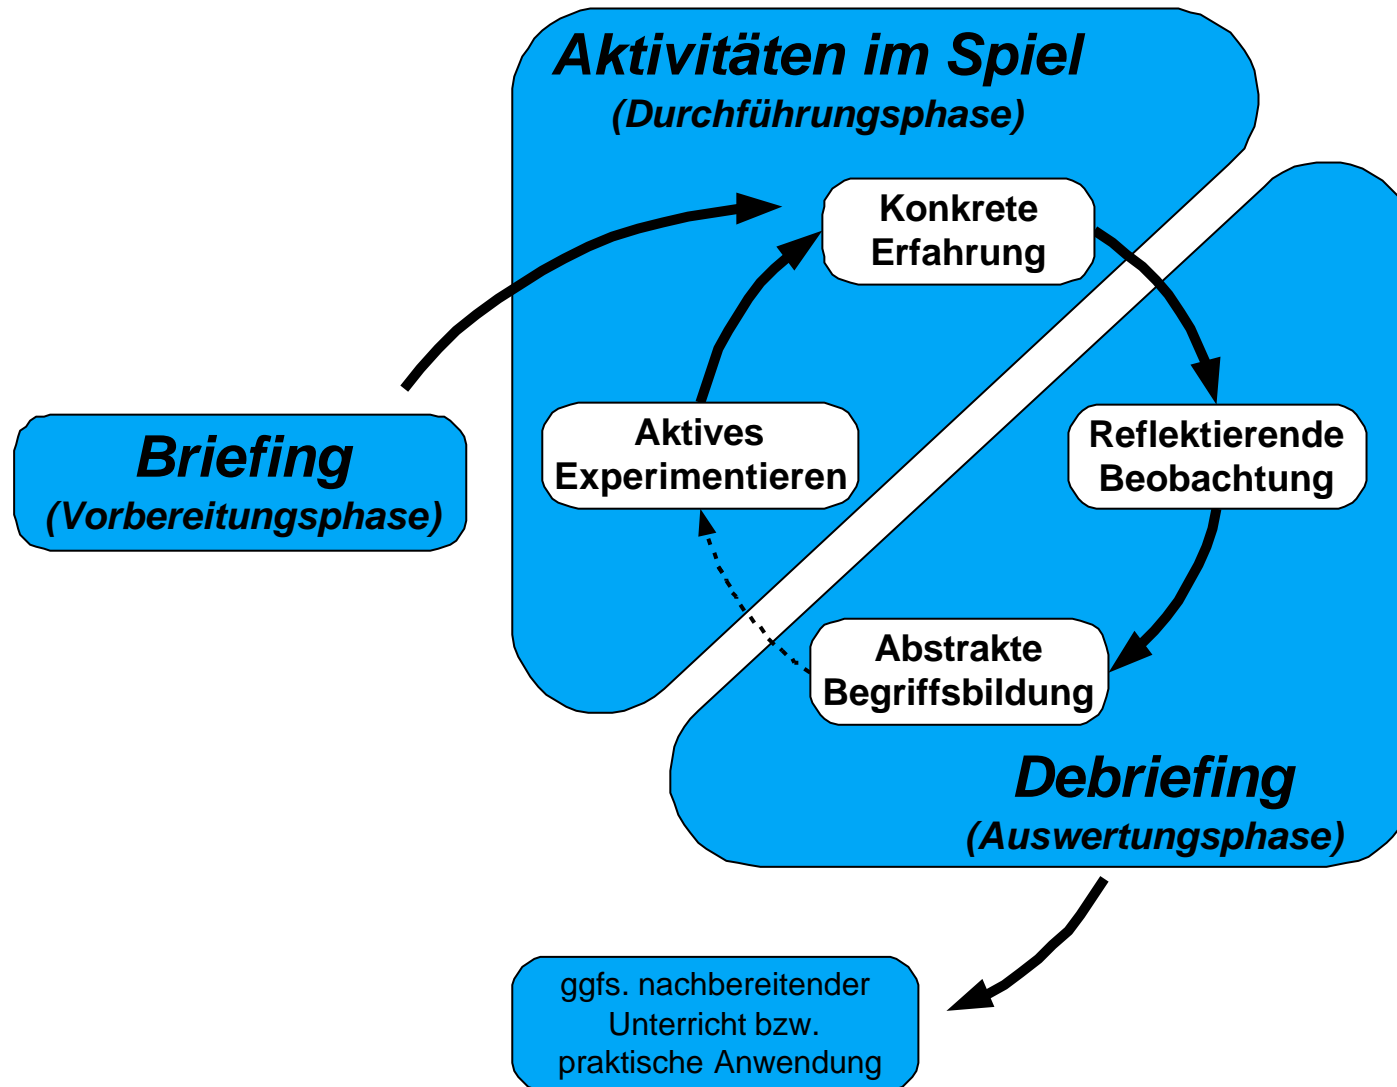 Aktivitäten im Spiel
(Durchführungsphase)
Konkrete
Erfahrung
Aktives
Experimentieren
Reflektierende
Beobachtung
Briefing
(Vorbereitungsphase)
Abstrakte
Begriffsbildung
Debriefing
(Auswertungsphase)
ggfs. nachbereitender
Unterricht bzw.
praktische Anwendung